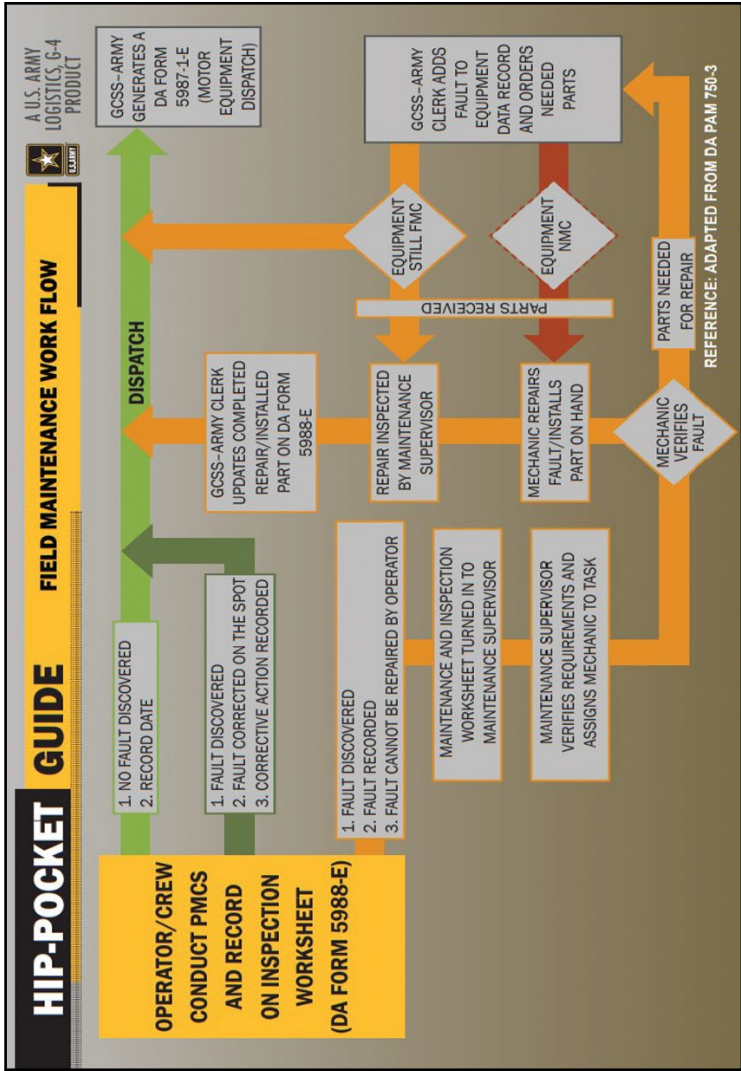 HIP-POCKET GUIDE
FIELD MAINTENANCE WORK FLOW
U.S.ARMY
A U.S. ARMY
LOGISTICS, G-4
PRODUCT
OPERATOR/CREW
CONDUCT PMCS
AND RECORD
ON INSPECTION
WORKSHEET
(DA FORM 5988-E)
1. NO FAULT DISCOVERED
2. RECORD DATE
DISPATCH
GCSS–ARMY
GENERATES A
DA FORM
5987-1-E
(MOTOR
EQUIPMENT
DISPATCH)
1. FAULT DISCOVERED
2. FAULT CORRECTED ON THE SPOT
3. CORRECTIVE ACTION RECORDED
1. FAULT DISCOVERED
2. FAULT RECORDED
3. FAULT CANNOT BE REPAIRED BY OPERATOR
MAINTENANCE AND INSPECTION
WORKSHEET TURNED IN TO
MAINTENANCE SUPERVISOR
MAINTENANCE SUPERVISOR
VERIFIES REQUIREMENTS AND
ASSIGNS MECHANIC TO TASK
GCSS–ARMY CLERK
UPDATES COMPLETED
REPAIR/INSTALLED
PART ON DA FORM
5988-E
REPAIR INSPECTED
BY MAINTENANCE
SUPERVISOR
MECHANIC REPAIRS
FAULT/INSTALLS
PART ON HAND
MECHANIC
VERIFIES
FAULT
PARTS RECEIVED
EQUIPMENT
STILL FMC
EQUIPMENT
NMC
GCSS–ARMY
CLERK ADDS
FAULT TO
EQUIPMENT
DATA RECORD
AND ORDERS
NEEDED
PARTS
PARTS NEEDED
FOR REPAIR
REFERENCE: ADAPTED FROM DA PAM 750-3